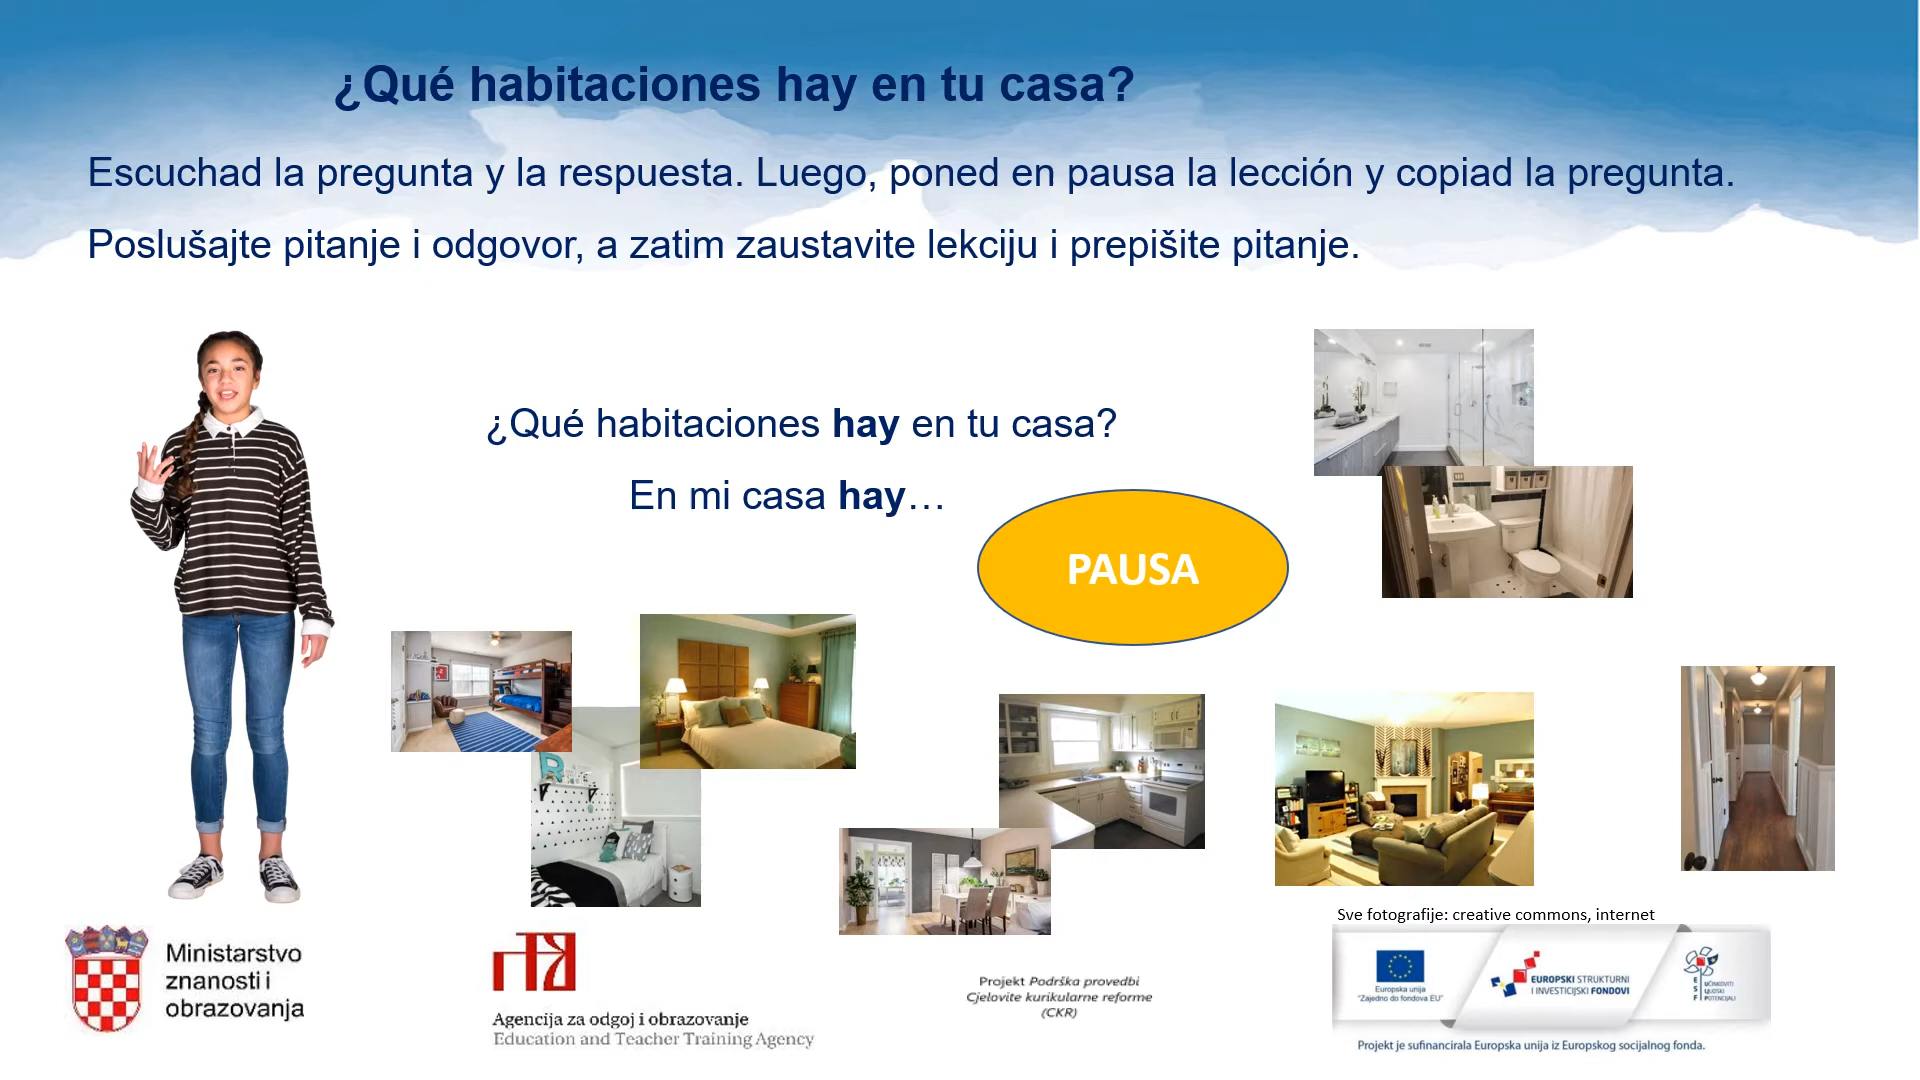 ¿Qué habitaciones hay en tu casa?
Escuchad la pregunta y la respuesta. Luego, poned en pausa la lección y copiad la pregunta.
Poslušajte pitanje i odgovor, a zatim zaustavite lekciju i prepišite pitanje.
¿Qué habitaciones hay en tu casa?
En mi casa hay…
PAUSA
Sve fotografije: creative commons, internet
Ministarstvo
znanosti i
obrazovanja
Agencija za odgoj i obrazovanje
Education and Teacher Training Agency
Projekt Podrška provedbi
Cjelovite kurikularne reforme
(CKR)
Europska unija
"Zajedno do fondova EU"
EUROPSKI STRUKTURNI
I INVESTICIJSKI FONDOVI
ESF
UČINKOVITI
LJUDSKI
POTENCIJALI
Projekt je sufinancirala Europska unija iz Europskog socijalnog fonda.